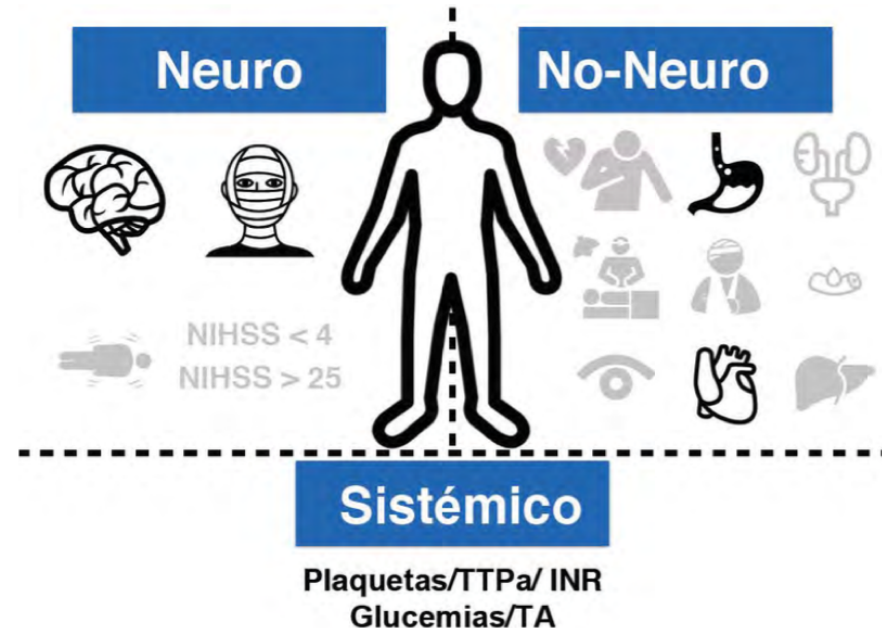 Neuro
No-Neuro
NIHSS < 4
NIHSS > 25
Sistémico
Plaquetas/TTPa/ INR
Glucemias/TA